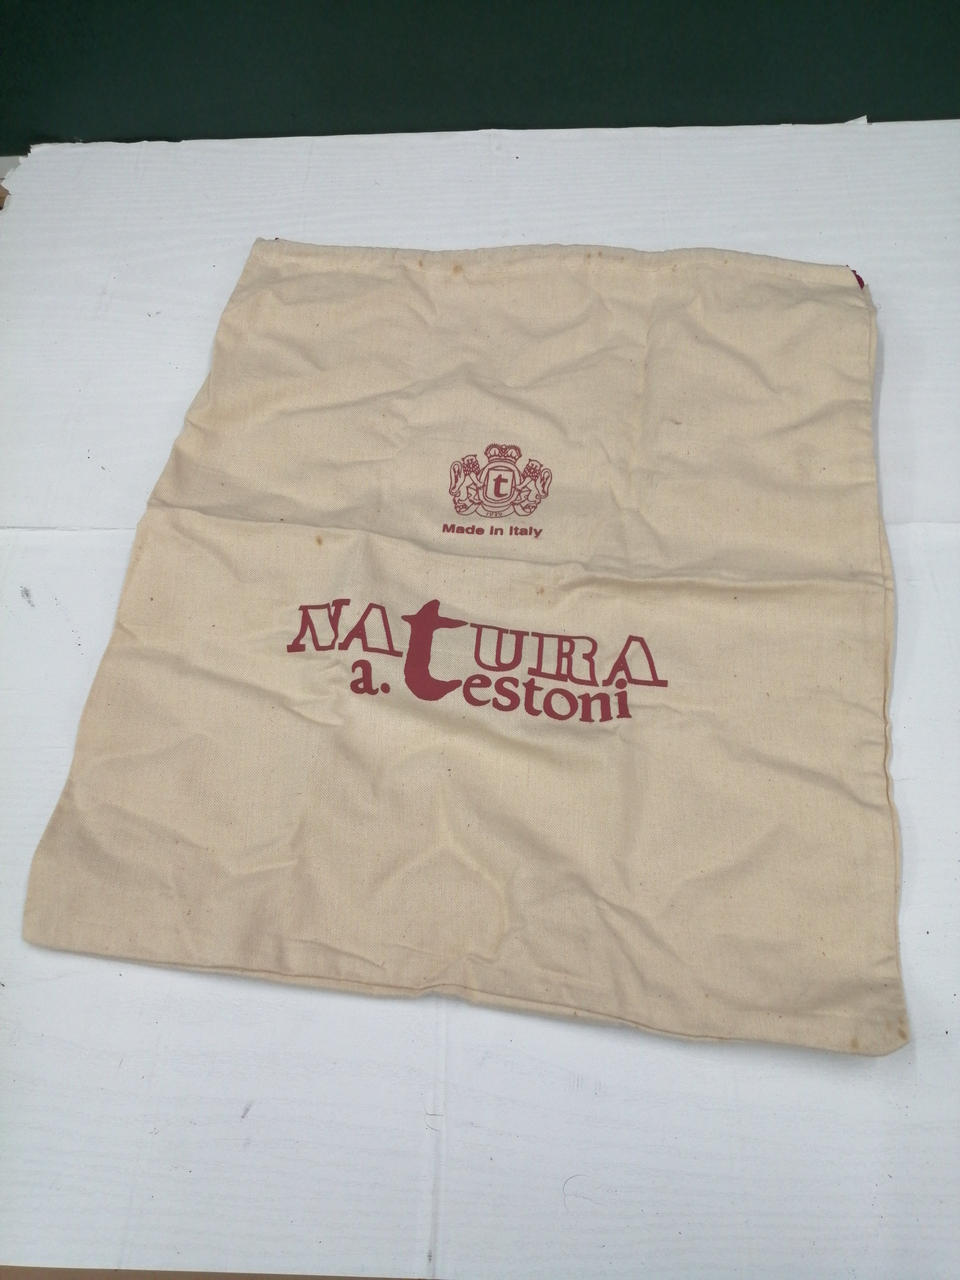 t
Made in Italy
NAtURA
a. testoni